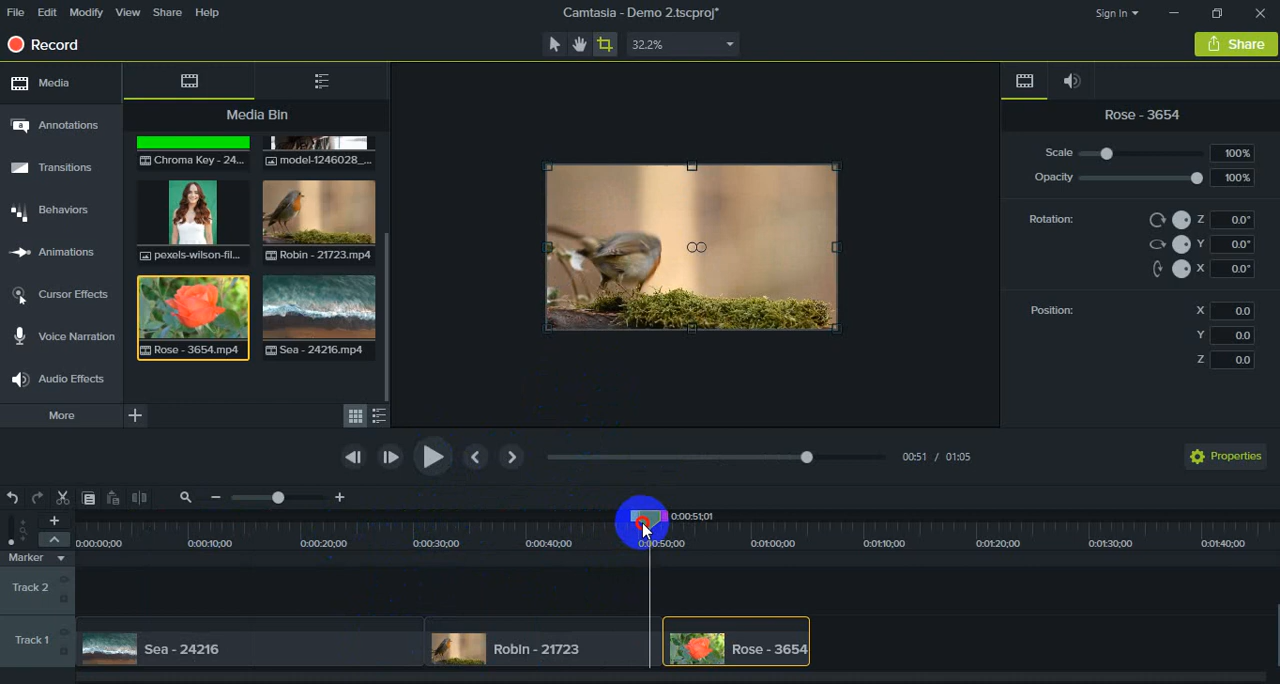 File Edit Modify View Share Help
Camtasia - Demo 2.tscproj*
Sign In
Record
32.2%
Share
Media
Annotations
Transitions
Behaviors
Animations
Cursor Effects
Voice Narration
Audio Effects
More
Media Bin
Chroma Key - 24...
model-1246028_...
pexels-wilson-fil...
Robin - 21723.mp4
Rose - 3654.mp4
Sea - 24216.mp4
Rose - 3654
Scale 100%
Opacity 100%
Rotation: Z 0.0°
Y 0.0°
X 0.0°
Position: X 0.0
Y 0.0
Z 0.0
00:51 / 01:05
Properties
0:00:51;01
0:00:00;00 0:00:10;00 0:00:20;00 0:00:30;00 0:00:40;00 0:00:50;00 0:01:00;00 0:01:10;00 0:01:20;00 0:01:30;00 0:01:40;00
Marker
Track 2
Track 1
Sea - 24216
Robin - 21723
Rose - 3654